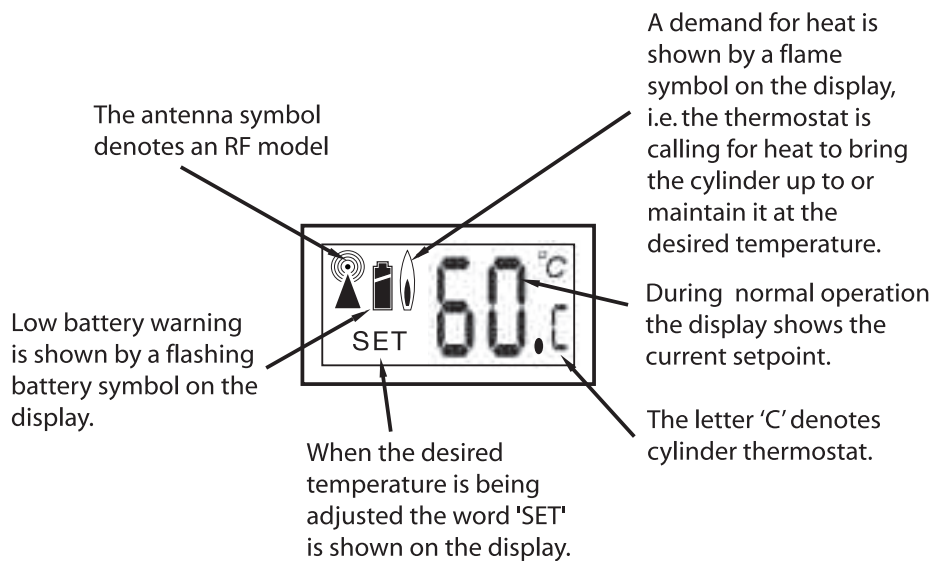 A demand for heat is
shown by a flame
symbol on the display,
i.e. the thermostat is
calling for heat to bring
the cylinder up to or
maintain it at the
desired temperature.
The antenna symbol
denotes an RF model
°C
60.C
SET
During normal operation
the display shows the
current setpoint.
Low battery warning
is shown by a flashing
battery symbol on the
display.
The letter 'C' denotes
cylinder thermostat.
When the desired
temperature is being
adjusted the word 'SET'
is shown on the display.